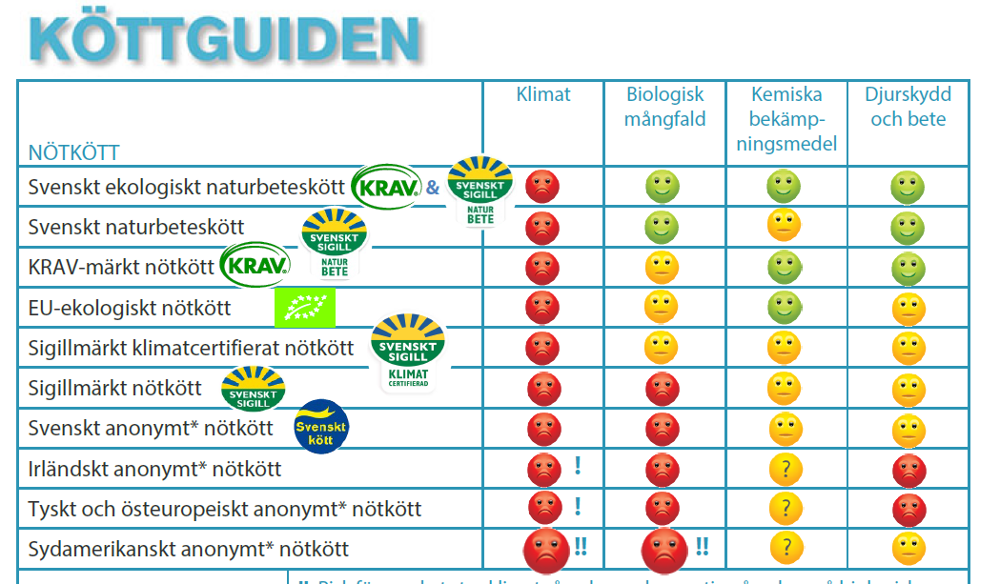 KÖTTGUIDEN
Klimat
Biologisk
mångfald
Kemiska
bekämp-
ningsmedel
Djurskydd
och bete
NÖTKÖTT
Svenskt ekologiskt naturbeteskött KRAV & SVENSKT SIGILL NATUR BETE
Svenskt naturbeteskött SVENSKT SIGILL NATUR BETE
KRAV-märkt nötkött KRAV
EU-ekologiskt nötkött
Sigillmärkt klimatcertifierat nötkött SVENSKT SIGILL KLIMAT CERTIFIERAD
Sigillmärkt nötkött SVENSKT SIGILL
Svenskt anonymt* nötkött Svenskt kött
Irländskt anonymt* nötkött ! ?
Tyskt och östeuropeiskt anonymt* nötkött ! ?
Sydamerikanskt anonymt* nötkött !! !! ?